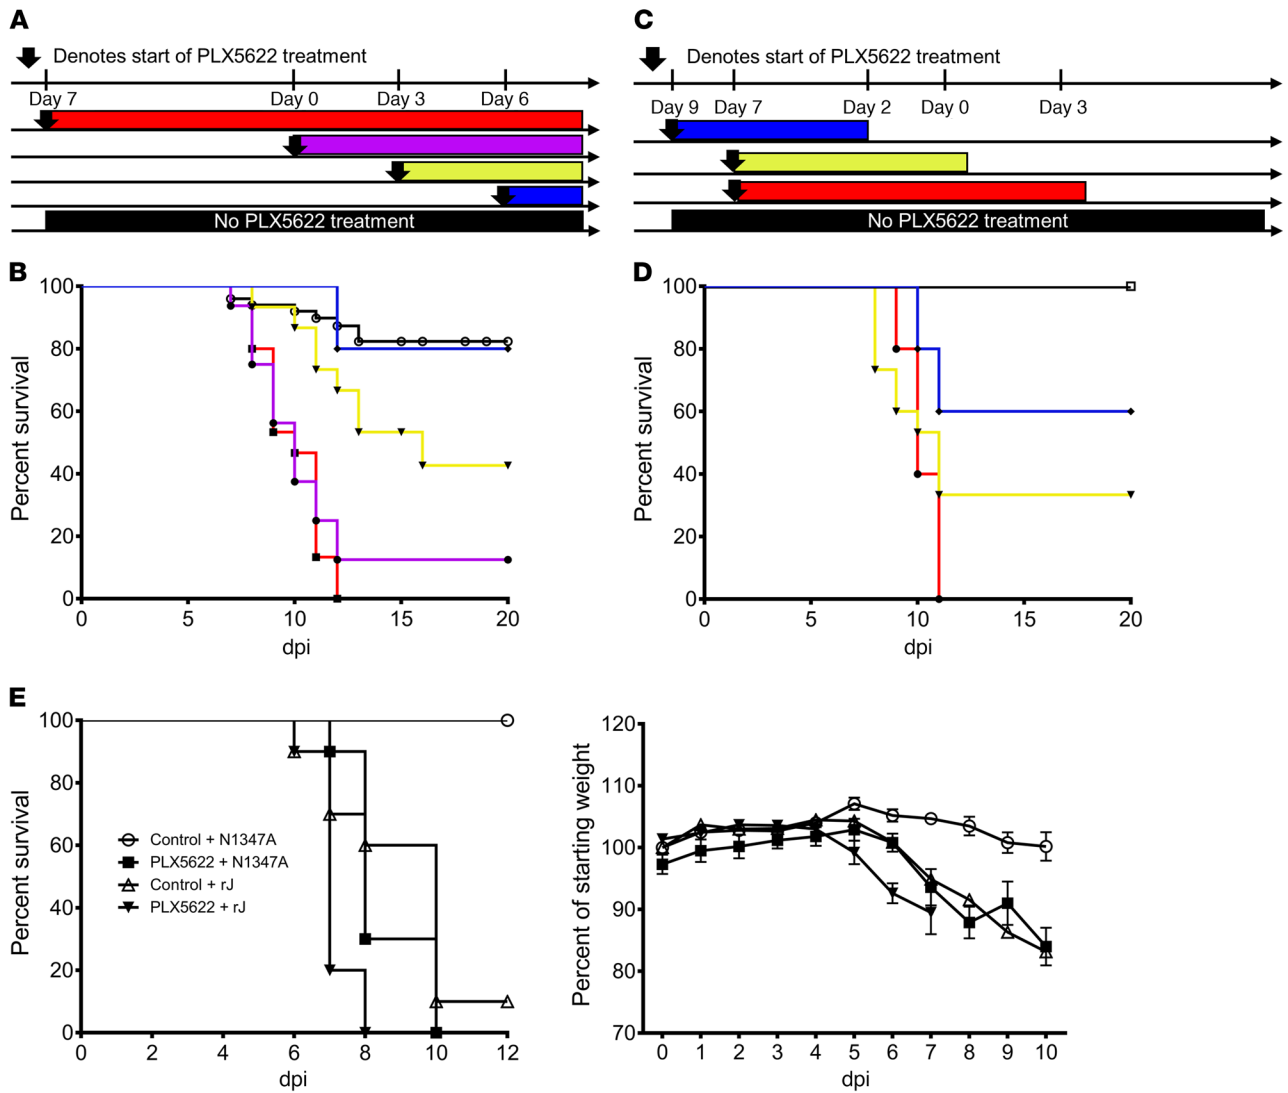 A
Denotes start of PLX5622 treatment
Day 7 Day 0 Day 3 Day 6
No PLX5622 treatment
C
Denotes start of PLX5622 treatment
Day 9 Day 7 Day 2 Day 0 Day 3
No PLX5622 treatment
B
Percent survival
100
80
60
40
20
0
0 5 10 15 20
dpi
D
Percent survival
100
80
60
40
20
0
0 5 10 15 20
dpi
E
Percent survival
100
80
60
40
20
0
Control + N1347A
PLX5622 + N1347A
Control + rJ
PLX5622 + rJ
0 2 4 6 8 10 12
dpi
Percent of starting weight
120
110
100
90
80
70
0 1 2 3 4 5 6 7 8 9 10
dpi